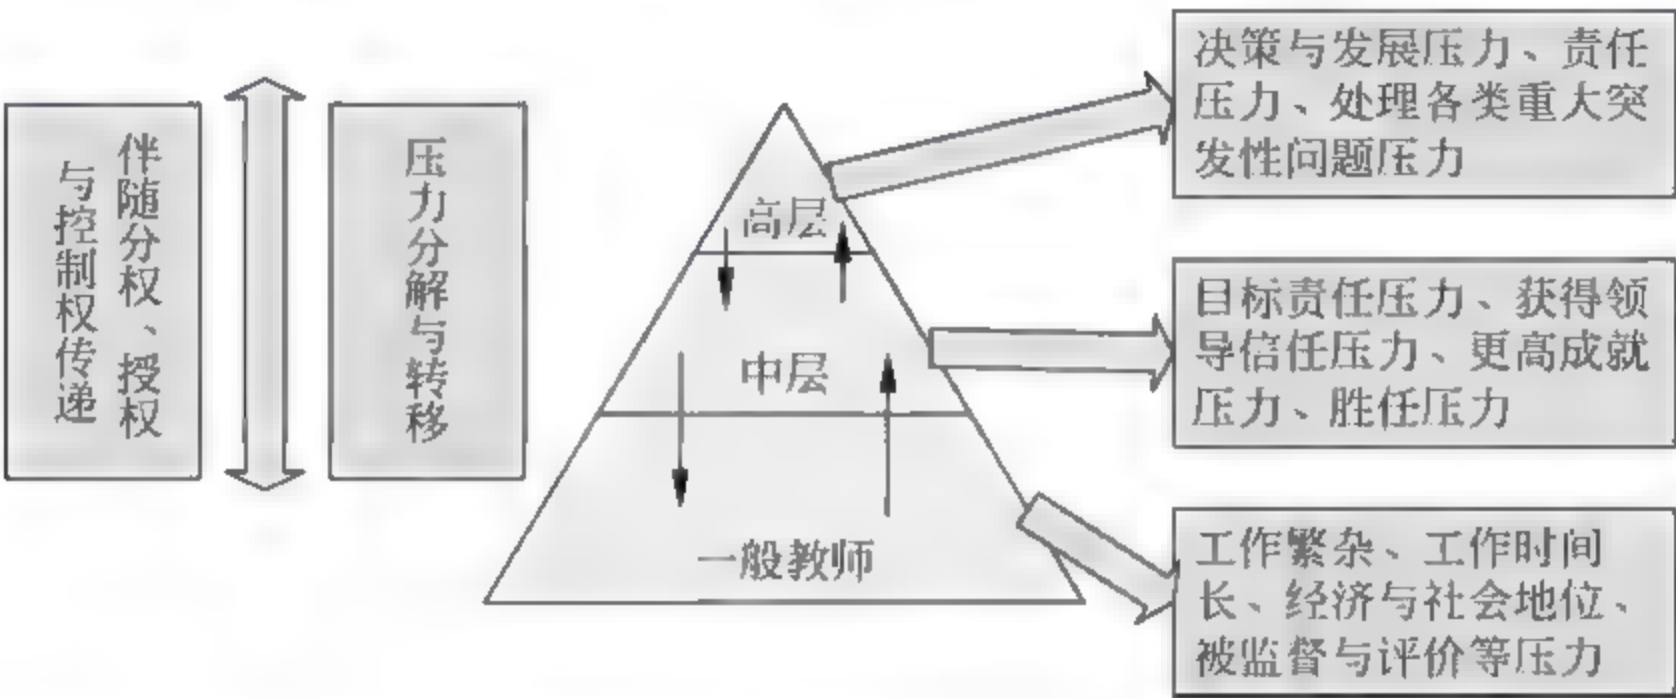 伴随分权、授权
与控制权传递
压力分解与转移
高层
中层
一般教师
决策与发展压力、责任
压力、处理各类重大突
发性问题压力
目标责任压力、获得领
导信任压力、更高成就
压力、胜任压力
工作繁杂、工作时间
长、经济与社会地位、
被监督与评价等压力